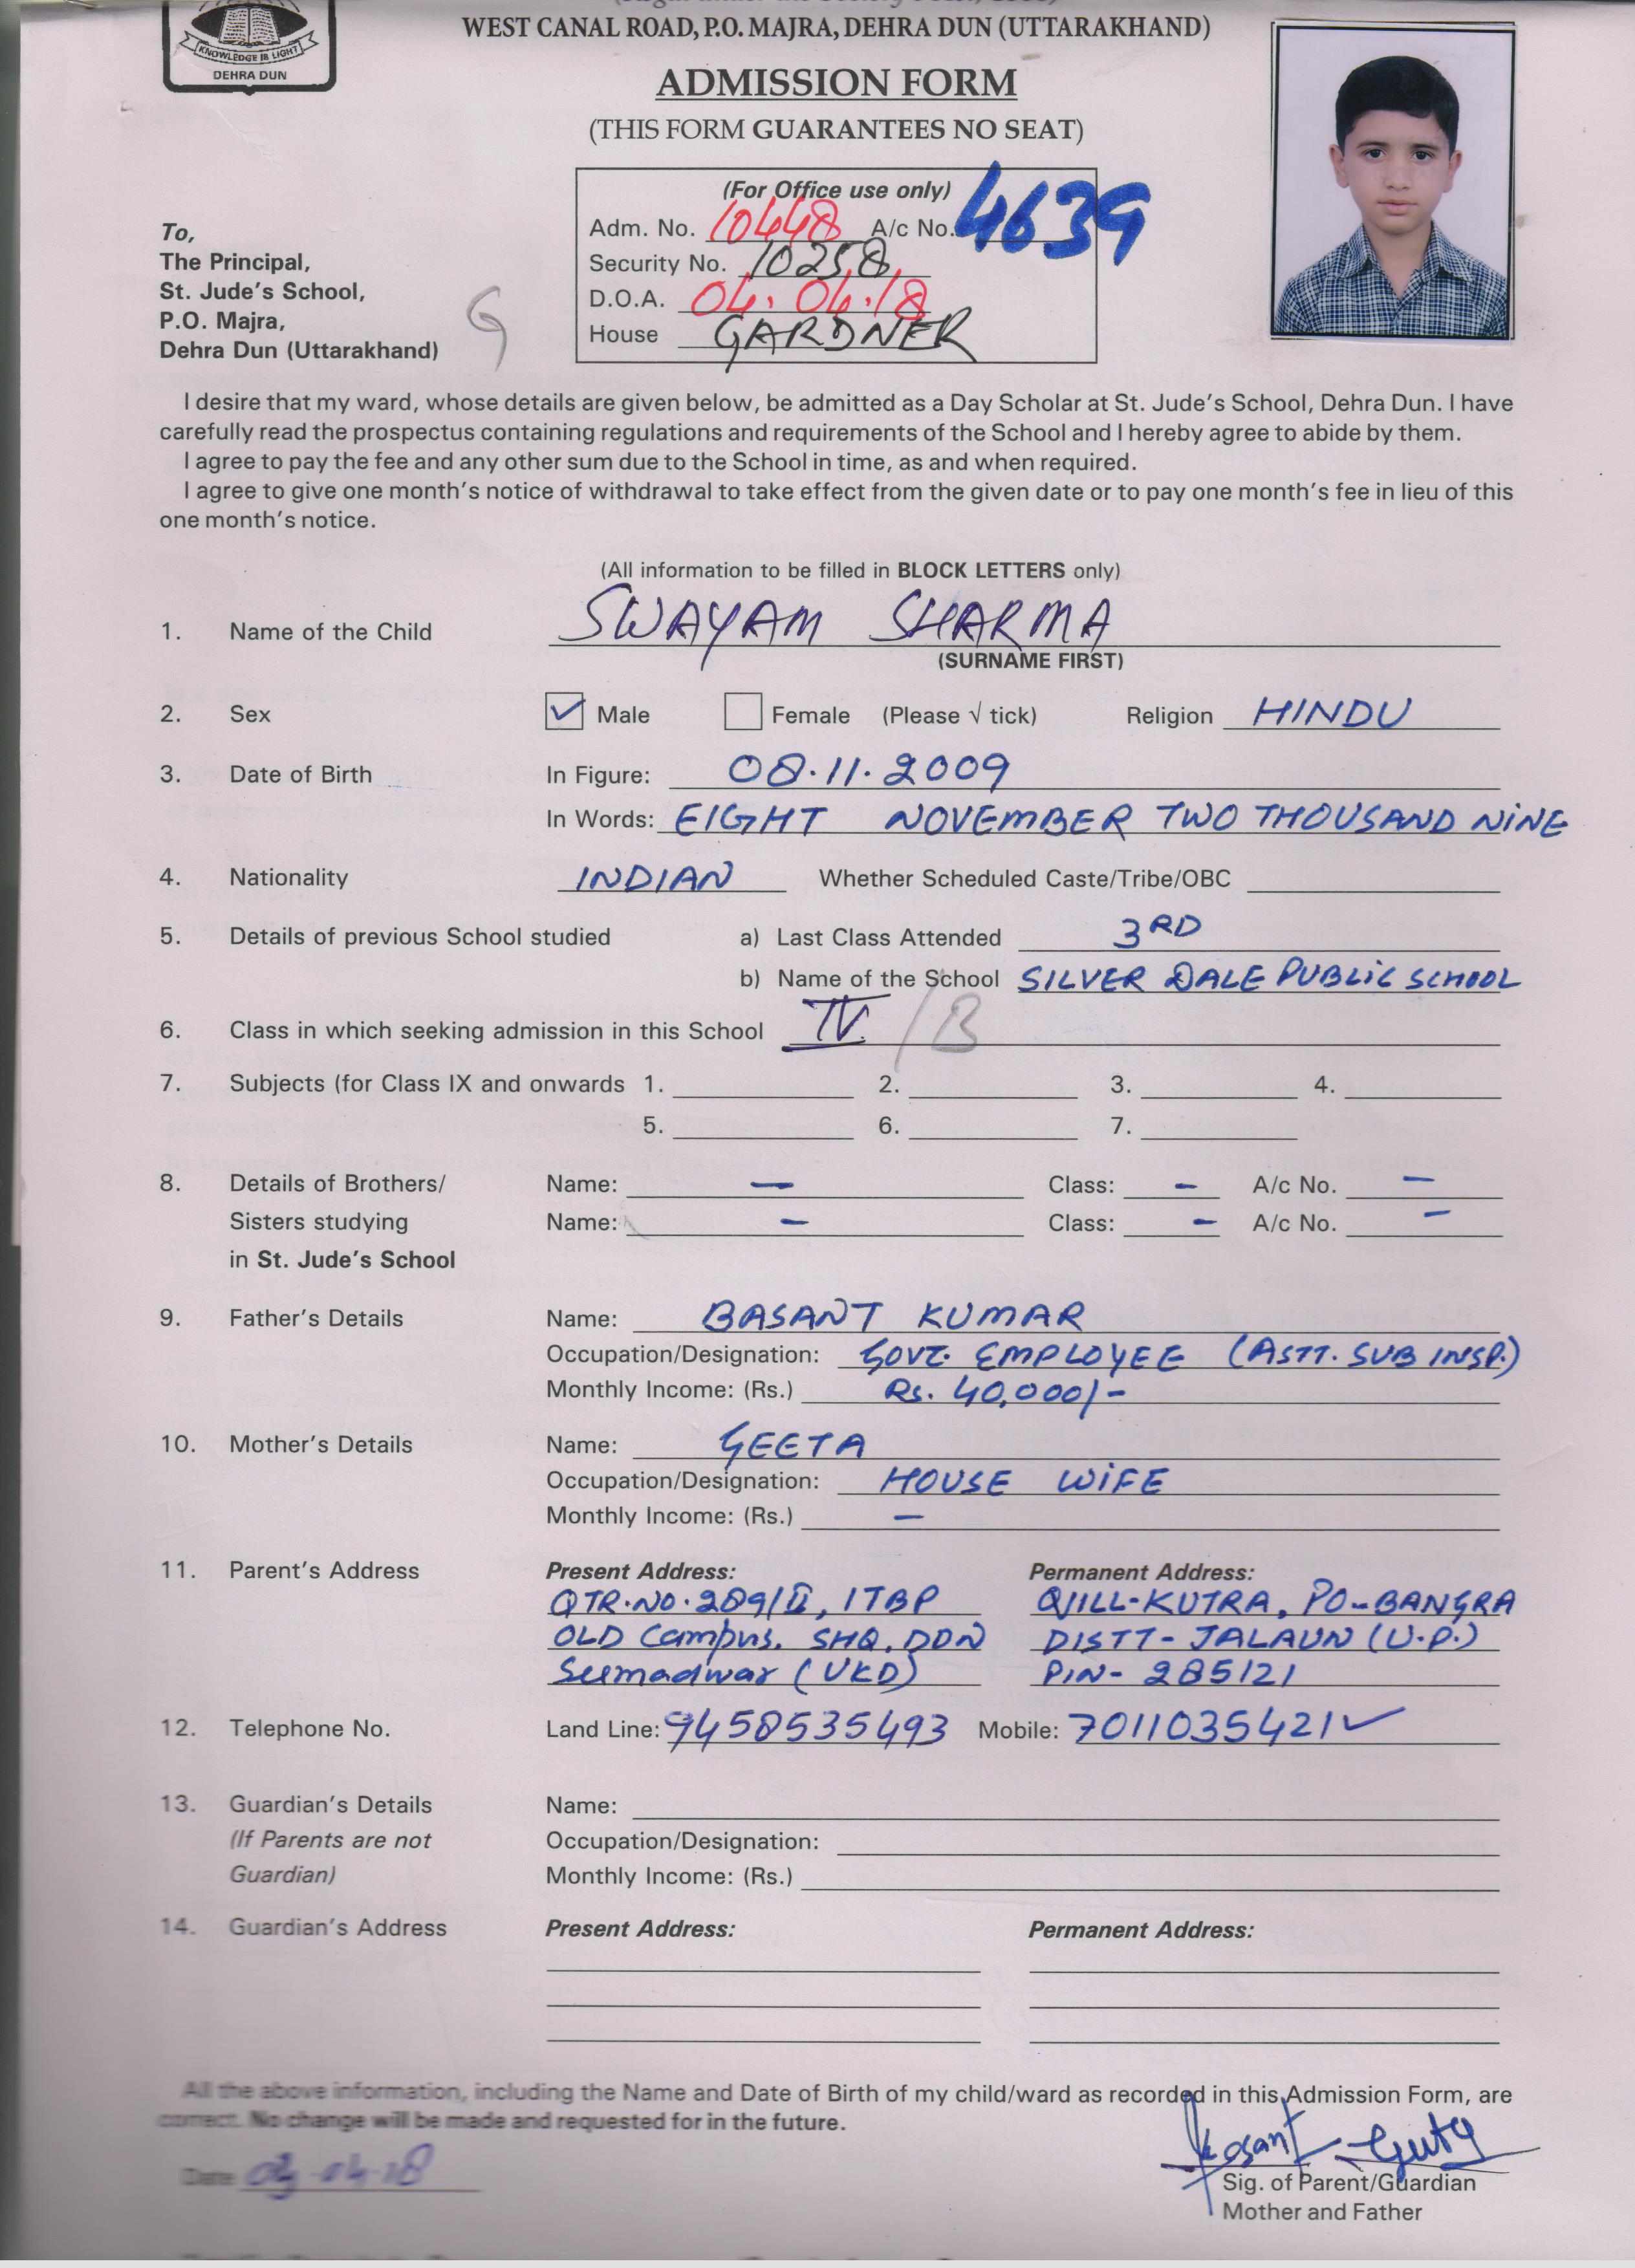 KNOWLEDGE IS LIGHT
DEHRA DUN
WEST CANAL ROAD, P.O. MAJRA, DEHRA DUN (UTTARAKHAND)
ADMISSION FORM
(THIS FORM GUARANTEES NO SEAT)
(For Office use only)
Adm. No. 10448 A/c No. 4639
Security No. 10258
D.O.A. 04.04.18
House GARDNER
To,
The Principal,
St. Jude's School,
P.O. Majra,
Dehra Dun (Uttarakhand)
G
I desire that my ward, whose details are given below, be admitted as a Day Scholar at St. Jude's School, Dehra Dun. I have
carefully read the prospectus containing regulations and requirements of the School and I hereby agree to abide by them.
I agree to pay the fee and any other sum due to the School in time, as and when required.
I agree to give one month's notice of withdrawal to take effect from the given date or to pay one month's fee in lieu of this
one month's notice.
(All information to be filled in BLOCK LETTERS only)
1. Name of the Child SWAYAM SHARMA
(SURNAME FIRST)
2. Sex ✓ Male Female (Please √ tick) Religion HINDU
3. Date of Birth In Figure: 08.11.2009
In Words: EIGHT NOVEMBER TWO THOUSAND NINE
4. Nationality INDIAN Whether Scheduled Caste/Tribe/OBC
5. Details of previous School studied a) Last Class Attended 3RD
b) Name of the School SILVER DALE PUBLIC SCHOOL
6. Class in which seeking admission in this School IV /B
7. Subjects (for Class IX and onwards 1. 2. 3. 4.
5. 6. 7.
8. Details of Brothers/ Name: — Class: — A/c No. —
Sisters studying Name: — Class: — A/c No. —
in St. Jude's School
9. Father's Details Name: BASANT KUMAR
Occupation/Designation: GOVT. EMPLOYEE (ASTT. SUB INSP.)
Monthly Income: (Rs.) Rs. 40,000/-
10. Mother's Details Name: GEETA
Occupation/Designation: HOUSE WIFE
Monthly Income: (Rs.) —
11. Parent's Address Present Address: Permanent Address:
QTR.NO.289/II, ITBP VILL-KUTRA, PO-BANGRA
OLD Campus. SHQ, DDN DISTT- JALAUN (U.P.)
Seemadwar (UKD) PIN- 285121
12. Telephone No. Land Line: 9458535493 Mobile: 7011035421 ✓
13. Guardian's Details Name:
(If Parents are not Occupation/Designation:
Guardian) Monthly Income: (Rs.)
14. Guardian's Address Present Address: Permanent Address:
All the above information, including the Name and Date of Birth of my child/ward as recorded in this Admission Form, are
correct. No change will be made and requested for in the future.
Date -04-18
Sig. of Parent/Guardian
Mother and Father